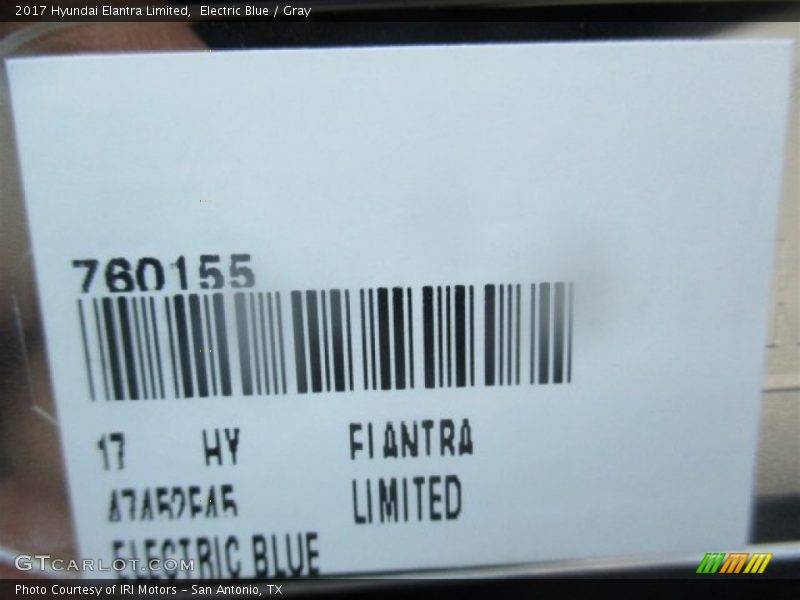 2017 Hyundai Elantra Limited,  Electric Blue / Gray
760155
17 HY ELANTRA
LIMITED
ELECTRIC BLUE
GTCARLOT.COM
Photo Courtesy of IRI Motors – San Antonio, TX